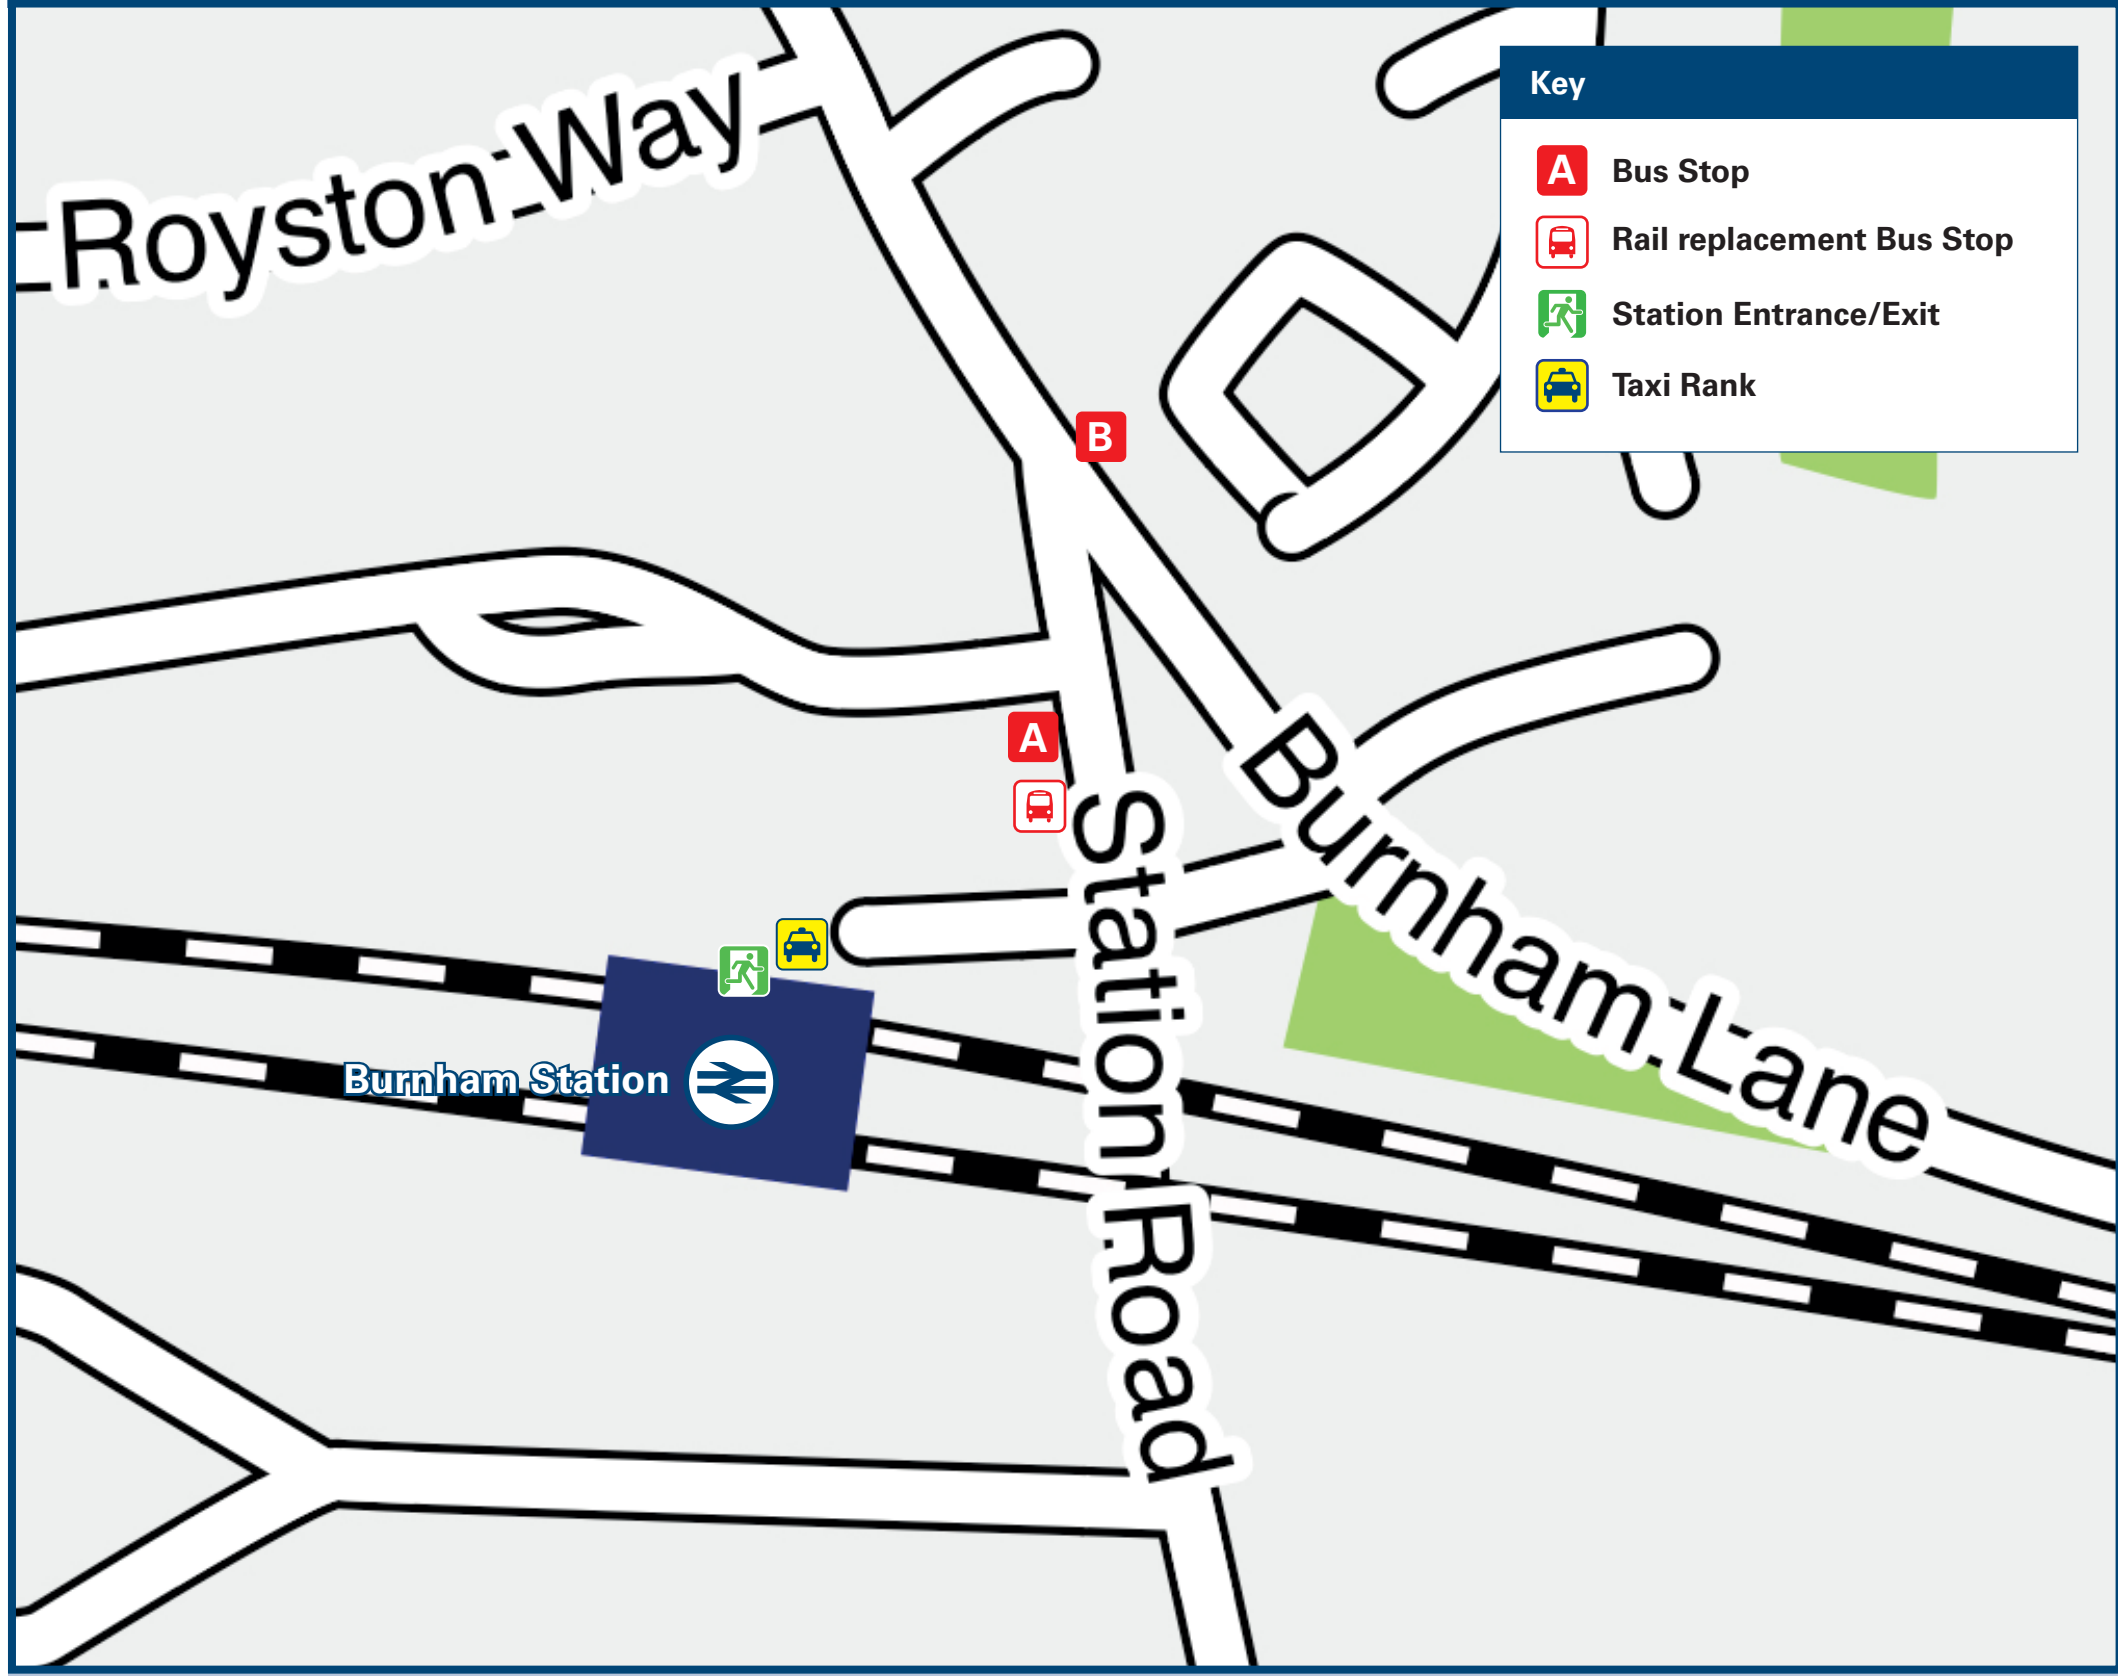 Royston Way
Key
A Bus Stop
Rail replacement Bus Stop
Station Entrance/Exit
Taxi Rank
B
A
Burnham Lane
Station Road
Burnham Station